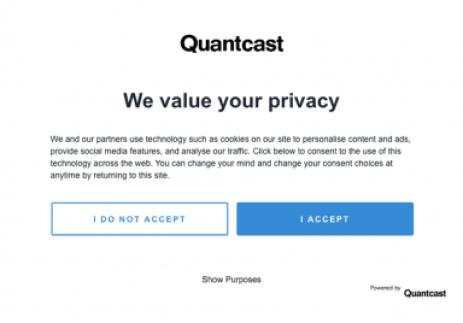 Quantcast
We value your privacy
We and our partners use technology such as cookies on our site to personalise content and ads,
provide social media features, and analyse our traffic. Click below to consent to the use of this
technology across the web. You can change your mind and change your consent choices at
anytime by returning to this site.
I DO NOT ACCEPT
I ACCEPT
Show Purposes
Powered by Quantcast